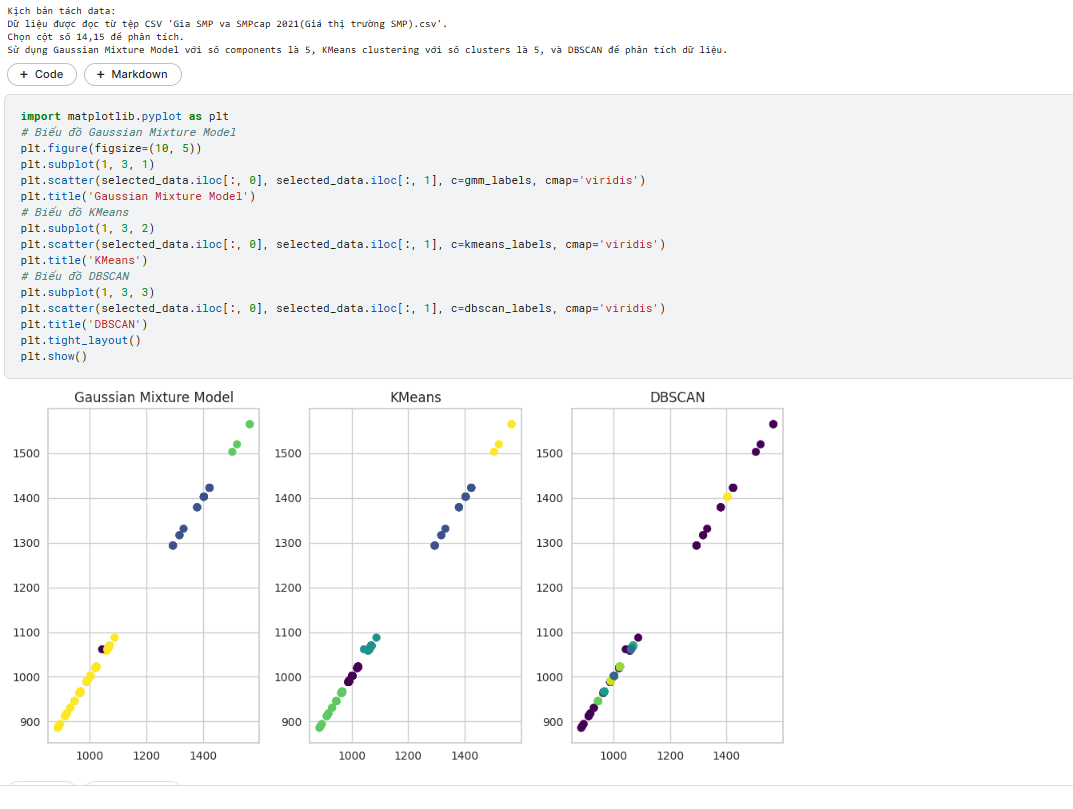 Kịch bản tách data:
Dữ liệu được đọc từ tệp CSV 'Gia SMP va SMPcap 2021(Giá thị trường SMP).csv'.
Chọn cột số 14,15 để phân tích.
Sử dụng Gaussian Mixture Model với số components là 5, KMeans clustering với số clusters là 5, và DBSCAN để phân tích dữ liệu.
+ Code + Markdown
import matplotlib.pyplot as plt
# Biểu đồ Gaussian Mixture Model
plt.figure(figsize=(10, 5))
plt.subplot(1, 3, 1)
plt.scatter(selected_data.iloc[:, 0], selected_data.iloc[:, 1], c=gmm_labels, cmap='viridis')
plt.title('Gaussian Mixture Model')
# Biểu đồ KMeans
plt.subplot(1, 3, 2)
plt.scatter(selected_data.iloc[:, 0], selected_data.iloc[:, 1], c=kmeans_labels, cmap='viridis')
plt.title('KMeans')
# Biểu đồ DBSCAN
plt.subplot(1, 3, 3)
plt.scatter(selected_data.iloc[:, 0], selected_data.iloc[:, 1], c=dbscan_labels, cmap='viridis')
plt.title('DBSCAN')
plt.tight_layout()
plt.show()
Gaussian Mixture Model KMeans DBSCAN
1500 1500 1500
1400 1400 1400
1300 1300 1300
1200 1200 1200
1100 1100 1100
1000 1000 1000
900 900 900
1000 1200 1400 1000 1200 1400 1000 1200 1400